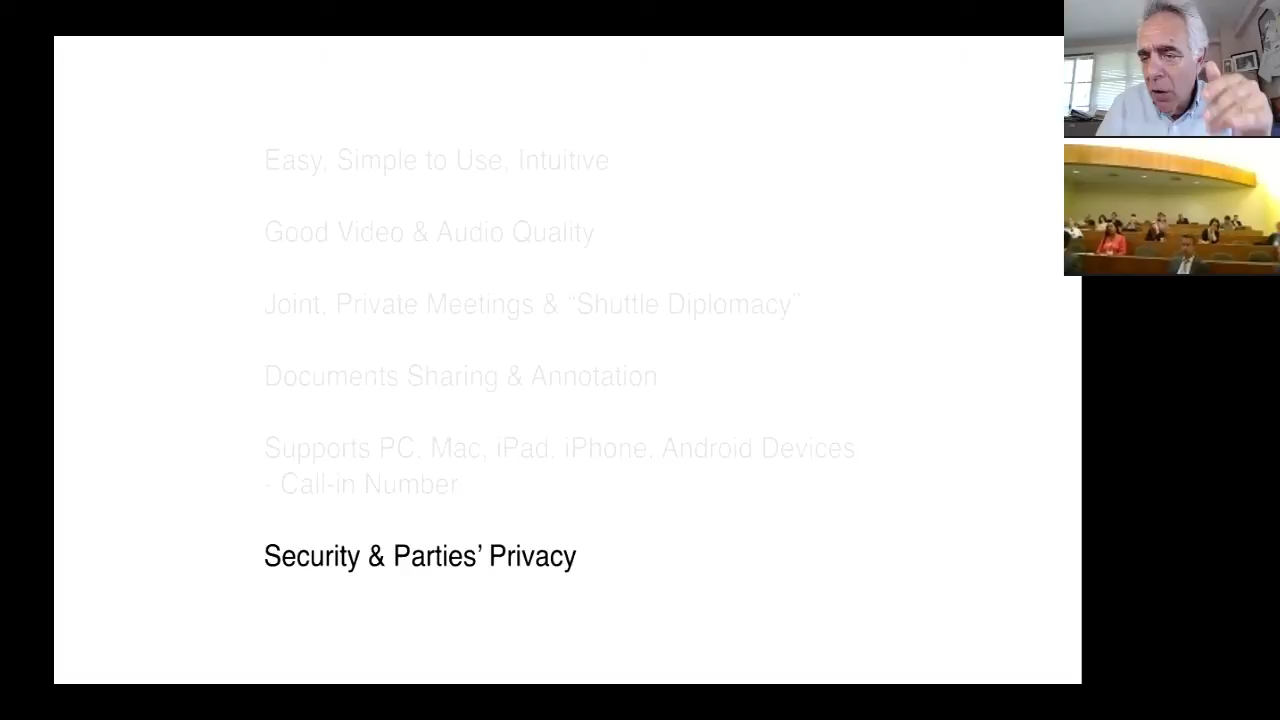 Easy, Simple to Use, Intuitive
Good Video & Audio Quality
Joint, Private Meetings & “Shuttle Diplomacy”
Documents Sharing & Annotation
Supports PC, Mac, iPad, iPhone, Android Devices
- Call-in Number
Security & Parties’ Privacy